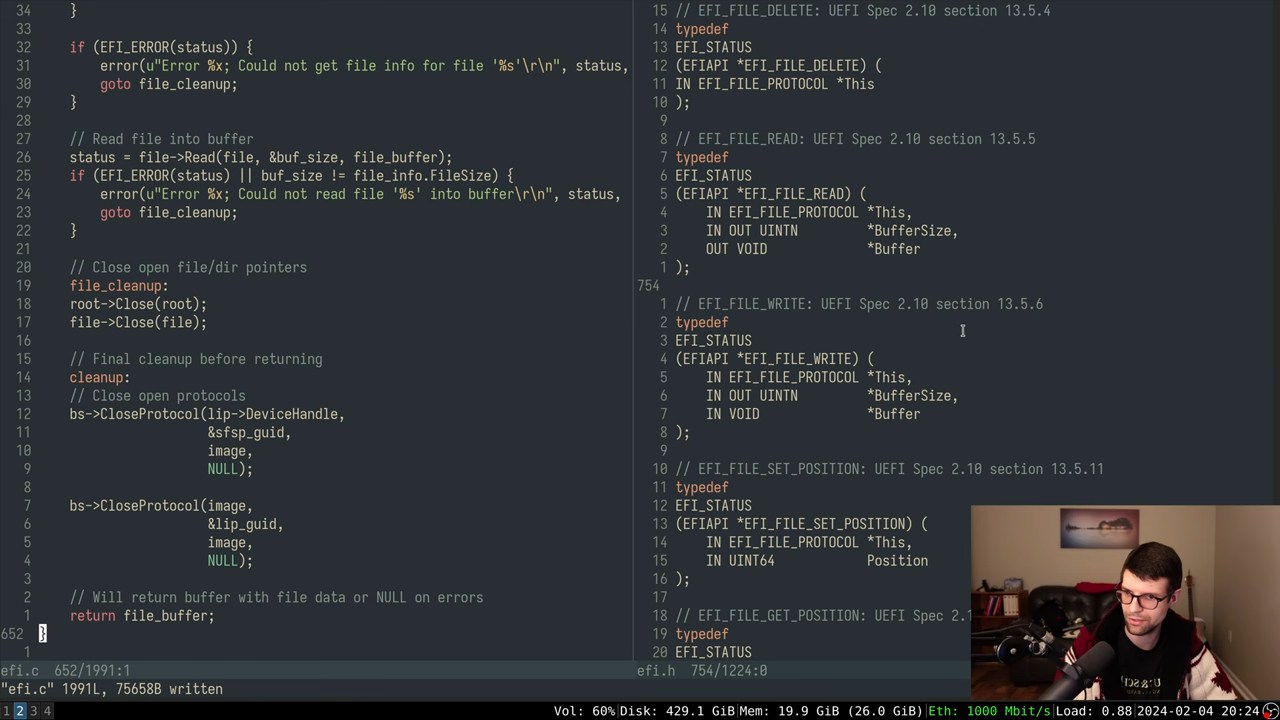 34     }
33
32     if (EFI_ERROR(status)) {
31         error(u"Error %x; Could not get file info for file '%s'\r\n", status,
30         goto file_cleanup;
29     }
28
27     // Read file into buffer
26     status = file->Read(file, &buf_size, file_buffer);
25     if (EFI_ERROR(status) || buf_size != file_info.FileSize) {
24         error(u"Error %x; Could not read file '%s' into buffer\r\n", status,
23         goto file_cleanup;
22     }
21
20     // Close open file/dir pointers
19     file_cleanup:
18     root->Close(root);
17     file->Close(file);
16
15     // Final cleanup before returning
14     cleanup:
13     // Close open protocols
12     bs->CloseProtocol(lip->DeviceHandle,
11                       &sfsp_guid,
10                       image,
9                       NULL);
8
7     bs->CloseProtocol(image,
6                       &lip_guid,
5                       image,
4                       NULL);
3
2     // Will return buffer with file data or NULL on errors
1     return file_buffer;
652 }
1
efi.c  652/1991:1
"efi.c" 1991L, 75658B written
15 // EFI_FILE_DELETE: UEFI Spec 2.10 section 13.5.4
14 typedef
13 EFI_STATUS
12 (EFIAPI *EFI_FILE_DELETE) (
11 IN EFI_FILE_PROTOCOL *This
10 );
9
8 // EFI_FILE_READ: UEFI Spec 2.10 section 13.5.5
7 typedef
6 EFI_STATUS
5 (EFIAPI *EFI_FILE_READ) (
4     IN EFI_FILE_PROTOCOL *This,
3     IN OUT UINTN         *BufferSize,
2     OUT VOID             *Buffer
1 );
754
1 // EFI_FILE_WRITE: UEFI Spec 2.10 section 13.5.6
2 typedef
3 EFI_STATUS
4 (EFIAPI *EFI_FILE_WRITE) (
5     IN EFI_FILE_PROTOCOL *This,
6     IN OUT UINTN         *BufferSize,
7     IN VOID              *Buffer
8 );
9
10 // EFI_FILE_SET_POSITION: UEFI Spec 2.10 section 13.5.11
11 typedef
12 EFI_STATUS
13 (EFIAPI *EFI_FILE_SET_POSITION) (
14     IN EFI_FILE_PROTOCOL *This,
15     IN UINT64            Position
16 );
17
18 // EFI_FILE_GET_POSITION: UEFI Spec 2.1
19 typedef
20 EFI_STATUS
efi.h  754/1224:0
1 2 3 4
Vol: 60%|Disk: 429.1 GiB|Mem: 19.9 GiB (26.0 GiB)|Eth: 1000 Mbit/s|Load: 0.88|2024-02-04 20:24